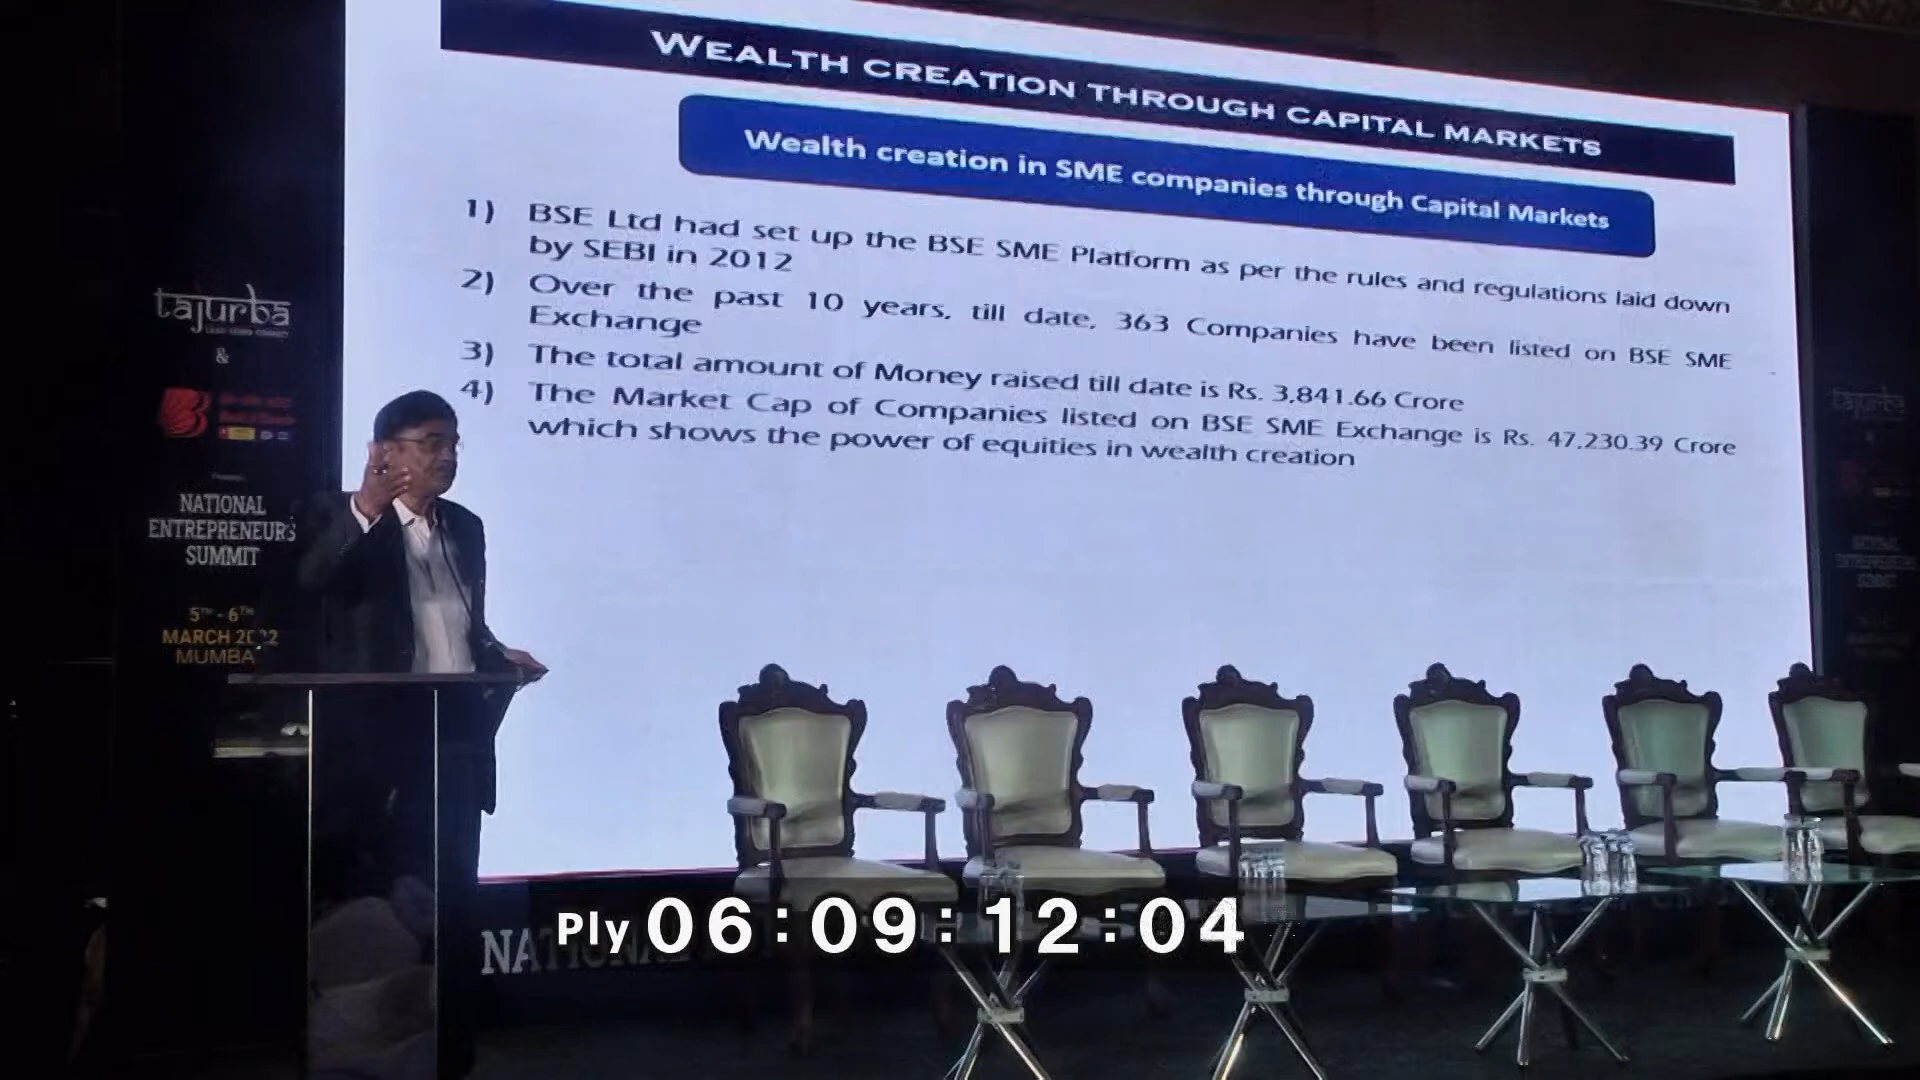 WEALTH CREATION THROUGH CAPITAL MARKETS
Wealth creation in SME companies through Capital Markets
1) BSE Ltd had set up the BSE SME Platform as per the rules and regulations laid down
by SEBI in 2012
2) Over the past 10 years, till date, 363 Companies have been listed on BSE SME
Exchange
3) The total amount of Money raised till date is Rs. 3,841.66 Crore
4) The Market Cap of Companies listed on BSE SME Exchange is Rs. 47,230.39 Crore
which shows the power of equities in wealth creation
tajurba
&
NATIONAL
ENTREPRENEURS
SUMMIT
5TH - 6TH
MARCH 2022
MUMBA
tajurba
NATIONAL
Ply 06:09:12:04